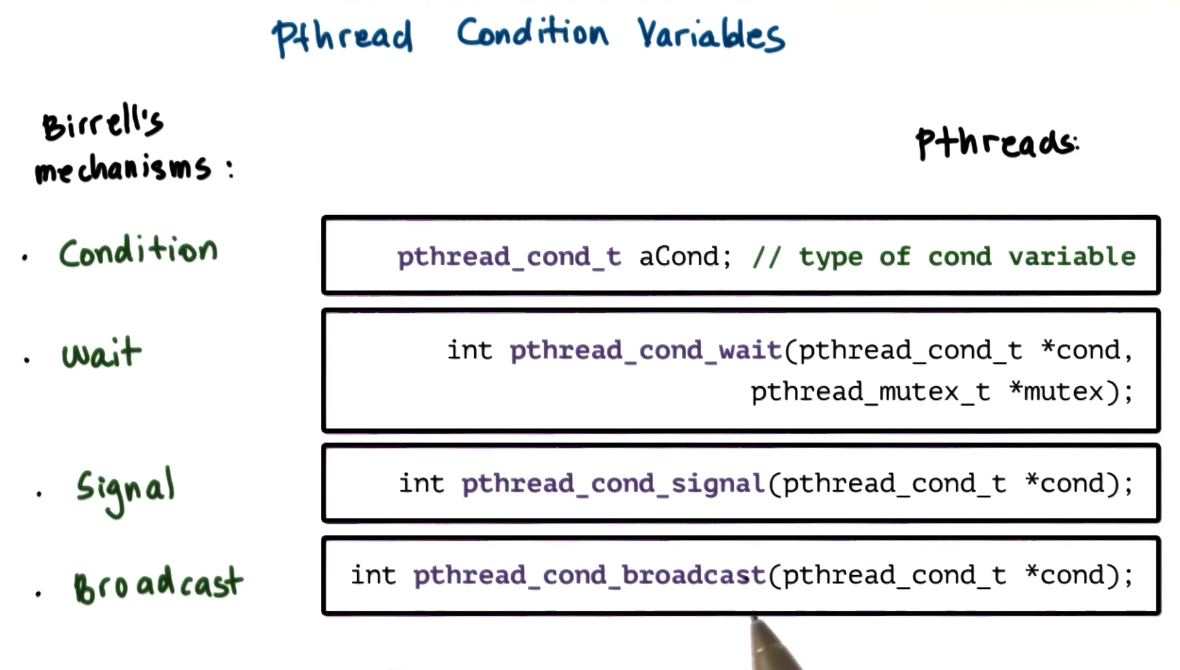 Pthread Condition Variables
Birrell's
mechanisms:
Pthreads:
· Condition
pthread_cond_t aCond; // type of cond variable
· wait
int pthread_cond_wait(pthread_cond_t *cond,
pthread_mutex_t *mutex);
· Signal
int pthread_cond_signal(pthread_cond_t *cond);
· Broadcast
int pthread_cond_broadcast(pthread_cond_t *cond);